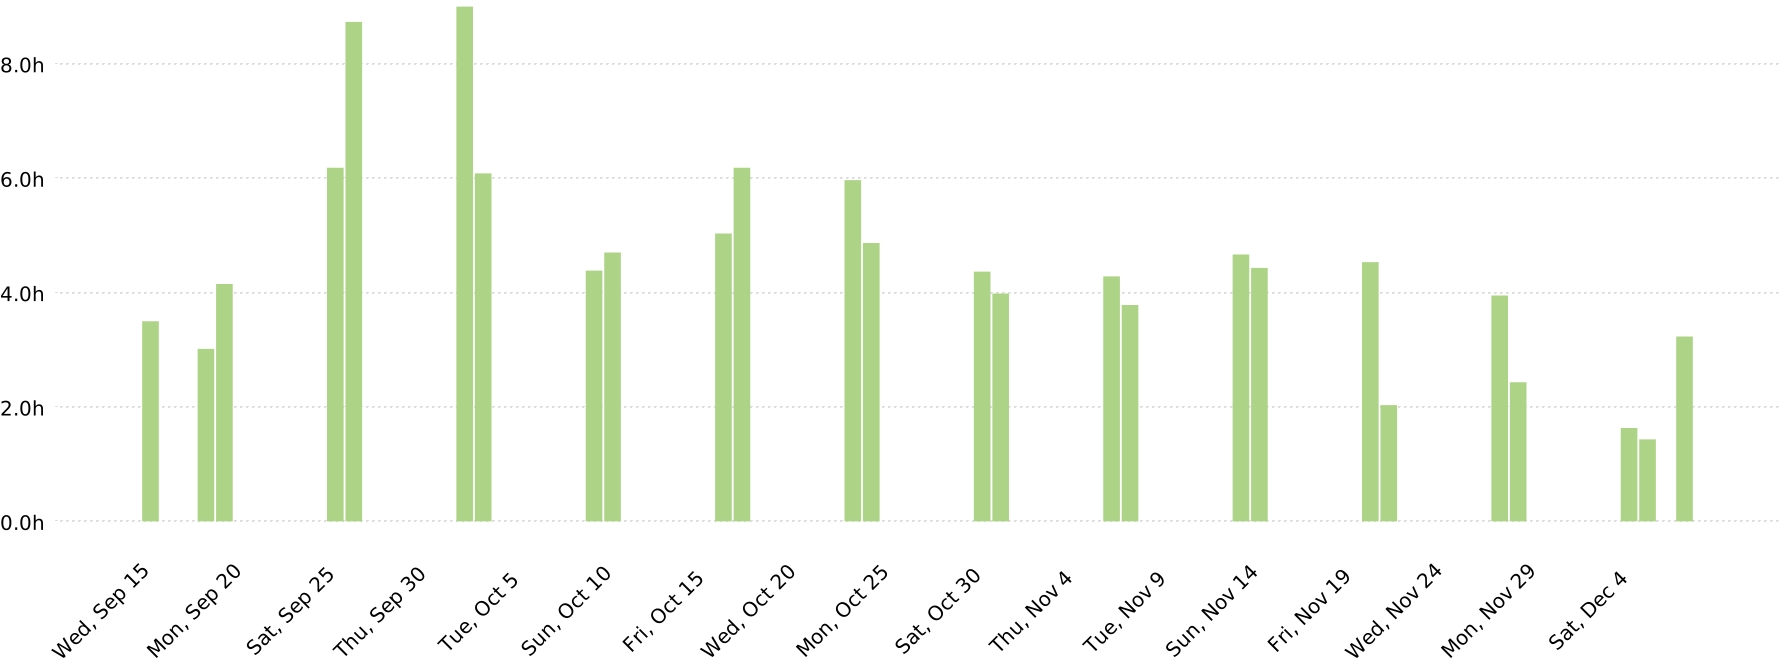 8.0h
6.0h
4.0h
2.0h
0.0h
Wed, Sep 15
Mon, Sep 20
Sat, Sep 25
Thu, Sep 30
Tue, Oct 5
Sun, Oct 10
Fri, Oct 15
Wed, Oct 20
Mon, Oct 25
Sat, Oct 30
Thu, Nov 4
Tue, Nov 9
Sun, Nov 14
Fri, Nov 19
Wed, Nov 24
Mon, Nov 29
Sat, Dec 4